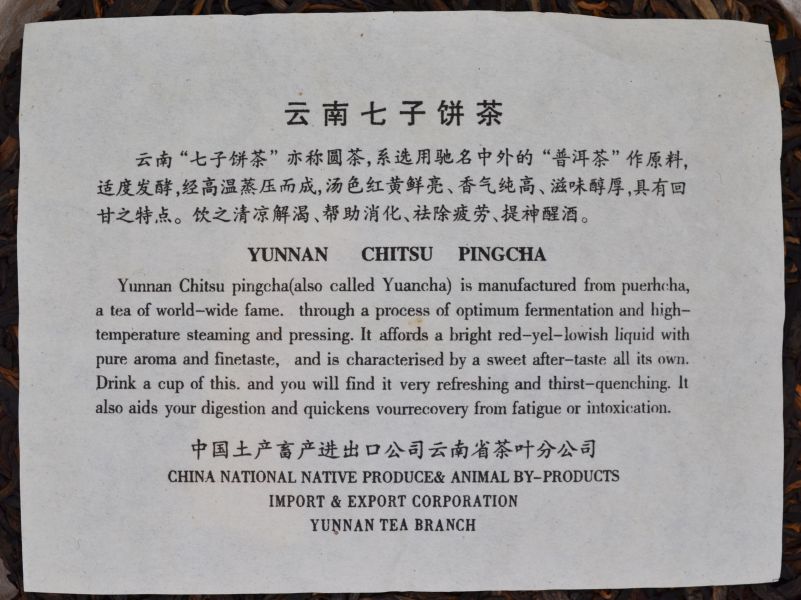 云南七子饼茶
云南“七子饼茶”亦称圆茶,系选用驰名中外的“普洱茶”作原料,
适度发酵,经高温蒸压而成,汤色红黄鲜亮、香气纯高、滋味醇厚,具有回
甘之特点。饮之清凉解渴、帮助消化、祛除疲劳、提神醒酒。
YUNNAN CHITSU PINGCHA
Yunnan Chitsu pingcha(also called Yuancha) is manufactured from puerhcha,
a tea of world-wide fame. through a process of optimum fermentation and high-
temperature steaming and pressing. It affords a bright red-yel-lowish liquid with
pure aroma and finetaste, and is characterised by a sweet after-taste all its own.
Drink a cup of this. and you will find it very refreshing and thirst-quenching. It
also aids your digestion and quickens vourrecovery from fatigue or intoxication.
中国土产畜产进出口公司云南省茶叶分公司
CHINA NATIONAL NATIVE PRODUCE& ANIMAL BY-PRODUCTS
IMPORT & EXPORT CORPORATION
YUNNAN TEA BRANCH